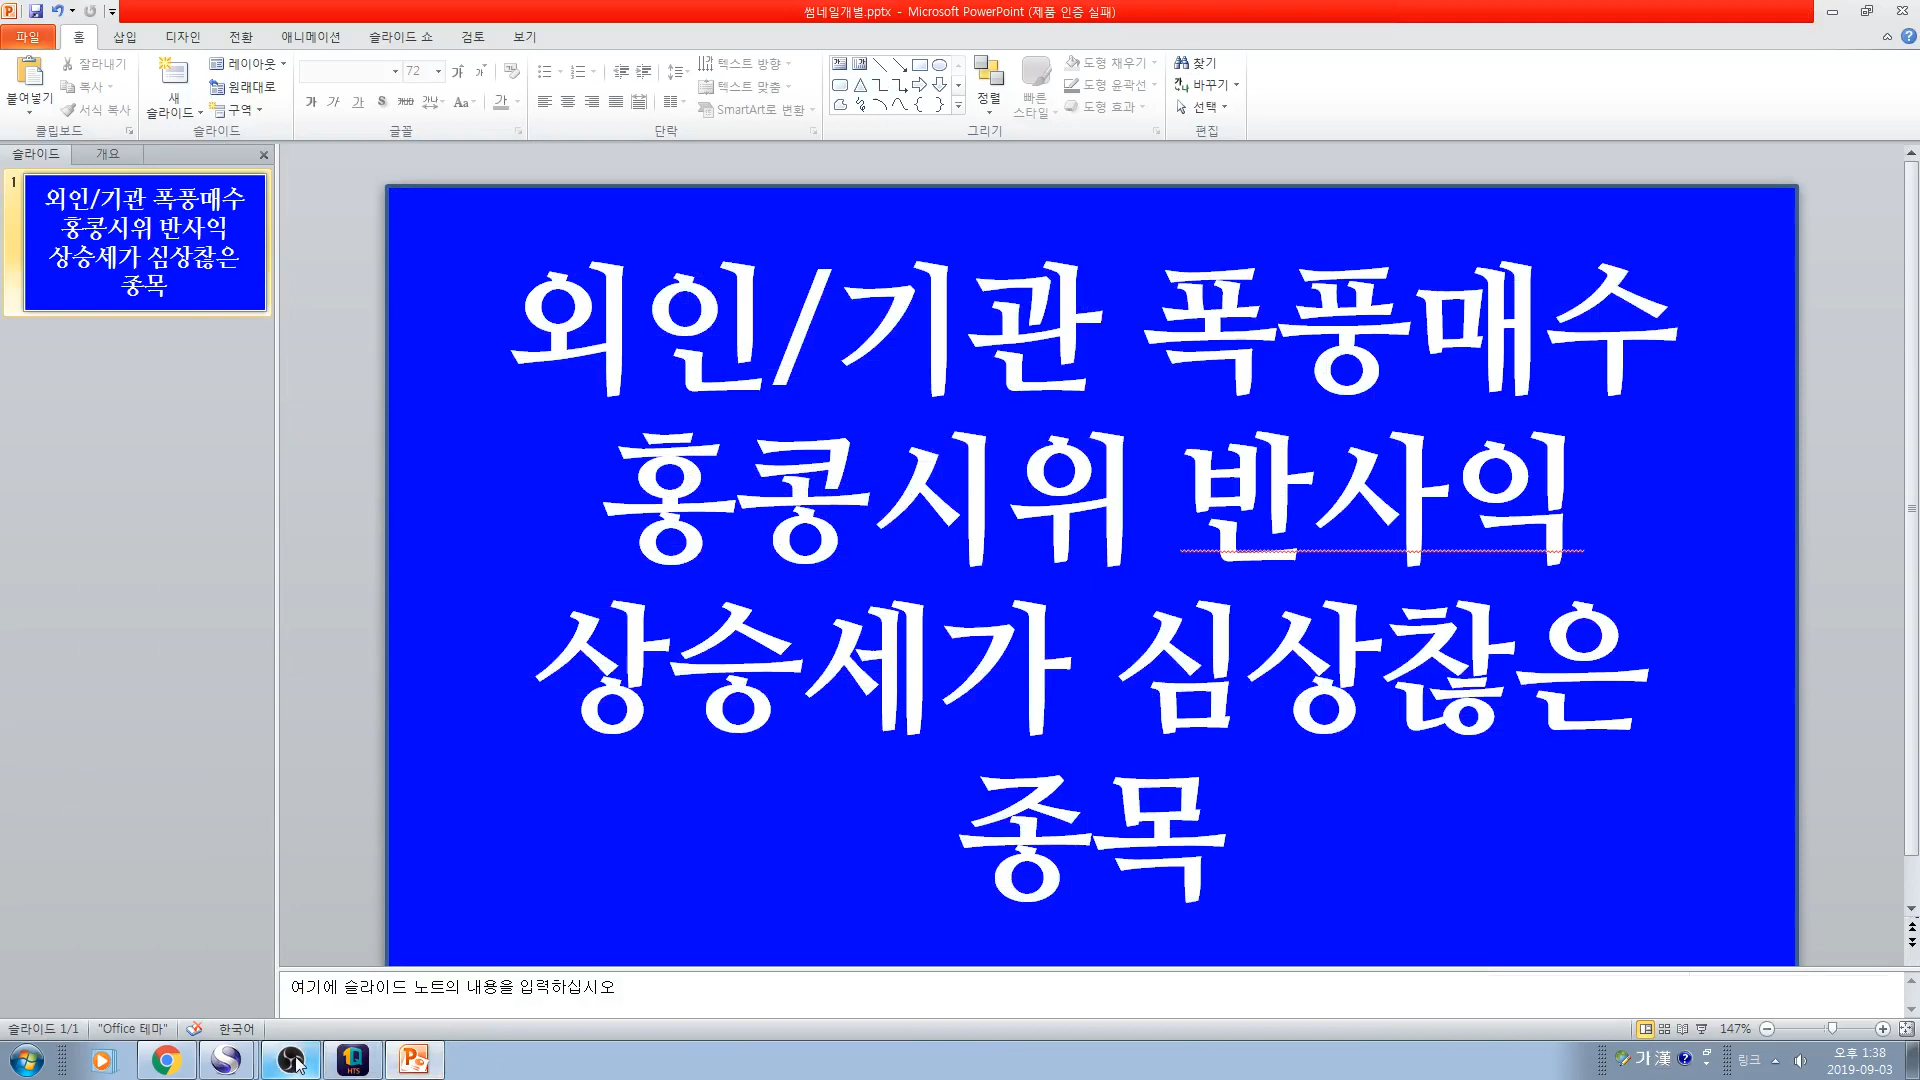 썸네일개별.pptx - Microsoft PowerPoint (제품 인증 실패)
파일 홈 삽입 디자인 전환 애니메이션 슬라이드 쇼 검토 보기
붙여넣기
잘라내기
복사
서식 복사
클립보드
새 슬라이드
레이아웃
원래대로
구역
슬라이드
72
가 가 가 S 가나 Aa 가
글꼴
텍스트 방향
텍스트 맞춤
SmartArt로 변환
단락
정렬
빠른 스타일
도형 채우기
도형 윤곽선
도형 효과
그리기
찾기
바꾸기
선택
편집
슬라이드 개요
1
외인/기관 폭풍매수
홍콩시위 반사익
상승세가 심상찮은
종목
외인/기관 폭풍매수
홍콩시위 반사익
상승세가 심상찮은
종목
여기에 슬라이드 노트의 내용을 입력하십시오
슬라이드 1/1 "Office 테마" 한국어
147%
HTS
가 漢
링크
오후 1:38
2019-09-03